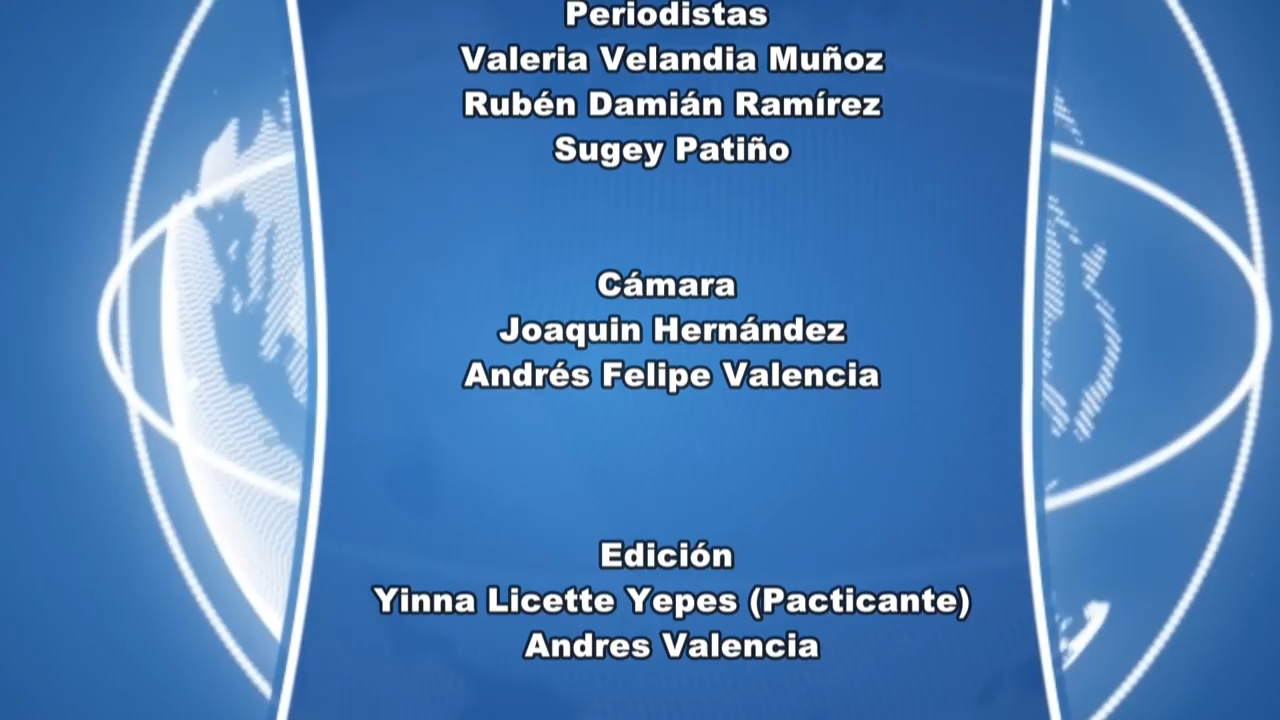 Periodistas
Valeria Velandia Muñoz
Rubén Damián Ramírez
Sugey Patiño
Cámara
Joaquin Hernández
Andrés Felipe Valencia
Edición
Yinna Licette Yepes (Pacticante)
Andres Valencia